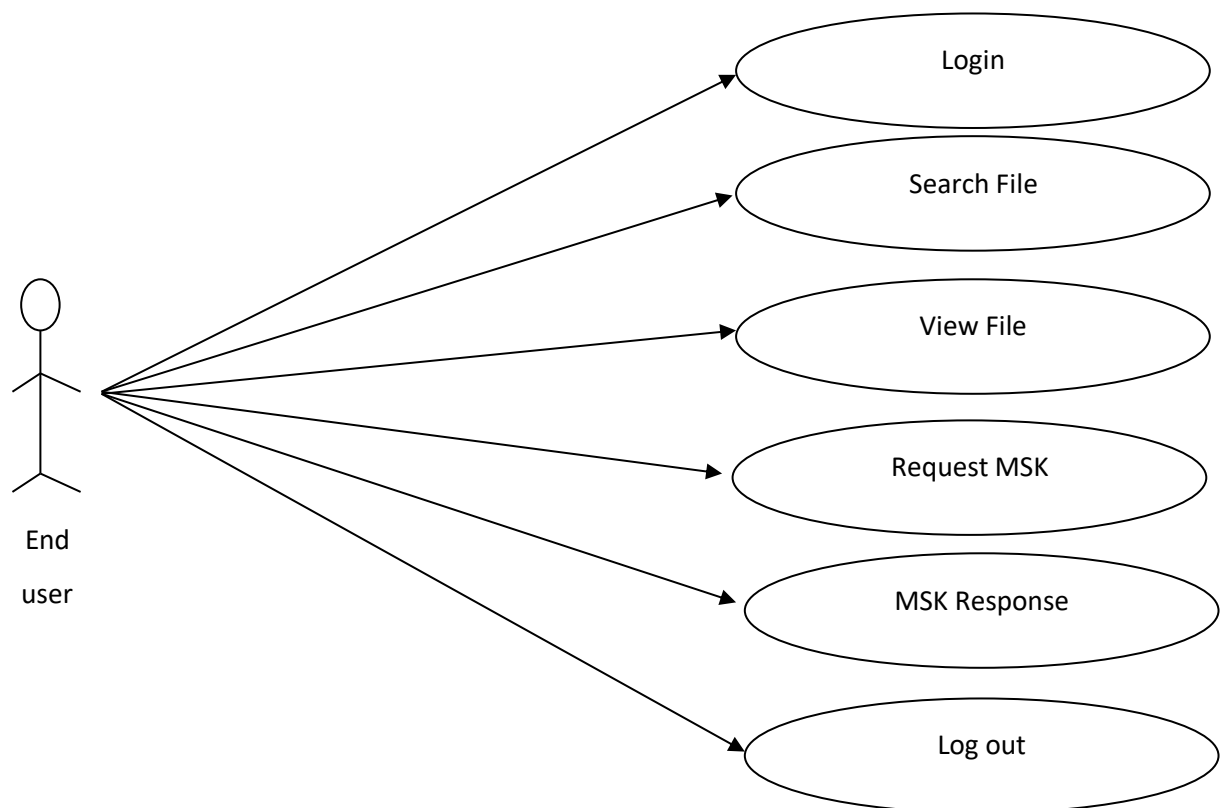 Login
Search File
View File
Request MSK
End
user
MSK Response
Log out